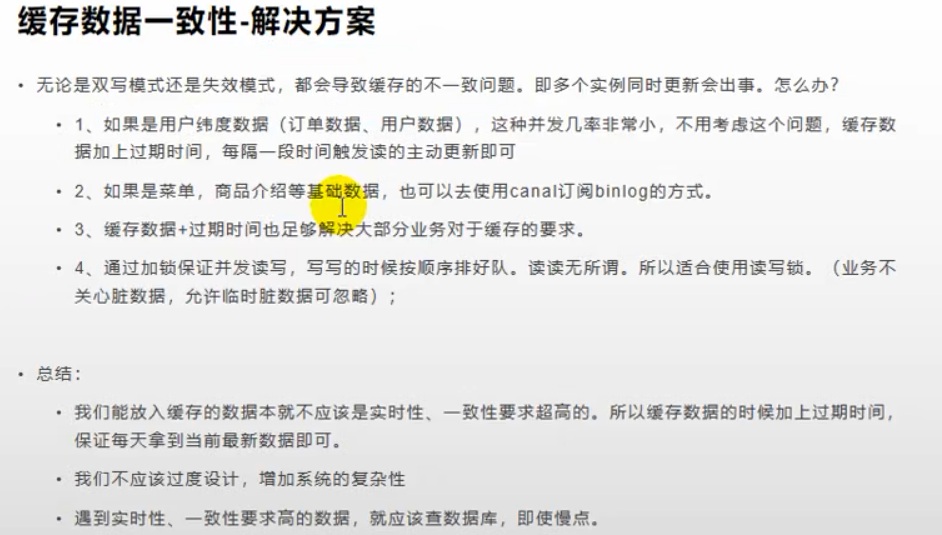 缓存数据一致性-解决方案
• 无论是双写模式还是失效模式，都会导致缓存的不一致问题。即多个实例同时更新会出事。怎么办？
• 1、如果是用户纬度数据（订单数据、用户数据），这种并发几率非常小，不用考虑这个问题，缓存数
据加上过期时间，每隔一段时间触发读的主动更新即可
• 2、如果是菜单，商品介绍等基础数据，也可以去使用canal订阅binlog的方式。
• 3、缓存数据+过期时间也足够解决大部分业务对于缓存的要求。
• 4、通过加锁保证并发读写，写写的时候按顺序排好队。读读无所谓。所以适合使用读写锁。（业务不
关心脏数据，允许临时脏数据可忽略）；
• 总结：
• 我们能放入缓存的数据本就不应该是实时性、一致性要求超高的。所以缓存数据的时候加上过期时间，
保证每天拿到当前最新数据即可。
• 我们不应该过度设计，增加系统的复杂性
• 遇到实时性、一致性要求高的数据，就应该查数据库，即使慢点。